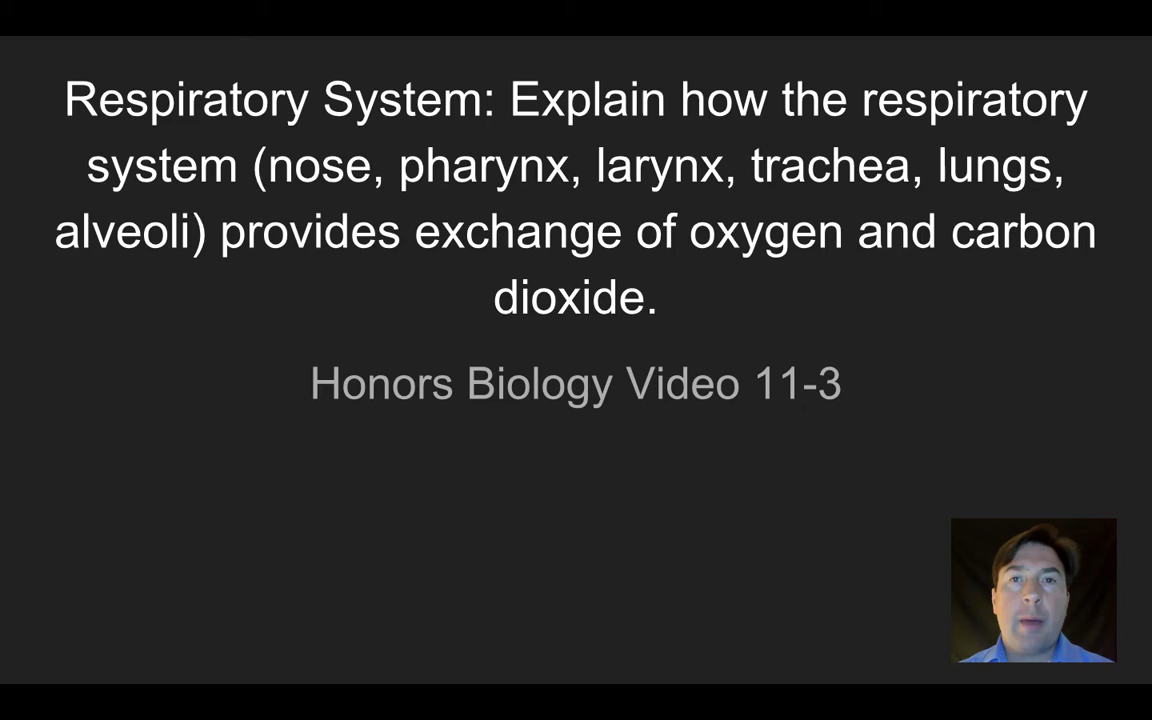 Respiratory System: Explain how the respiratory
system (nose, pharynx, larynx, trachea, lungs,
alveoli) provides exchange of oxygen and carbon
dioxide.
Honors Biology Video 11-3